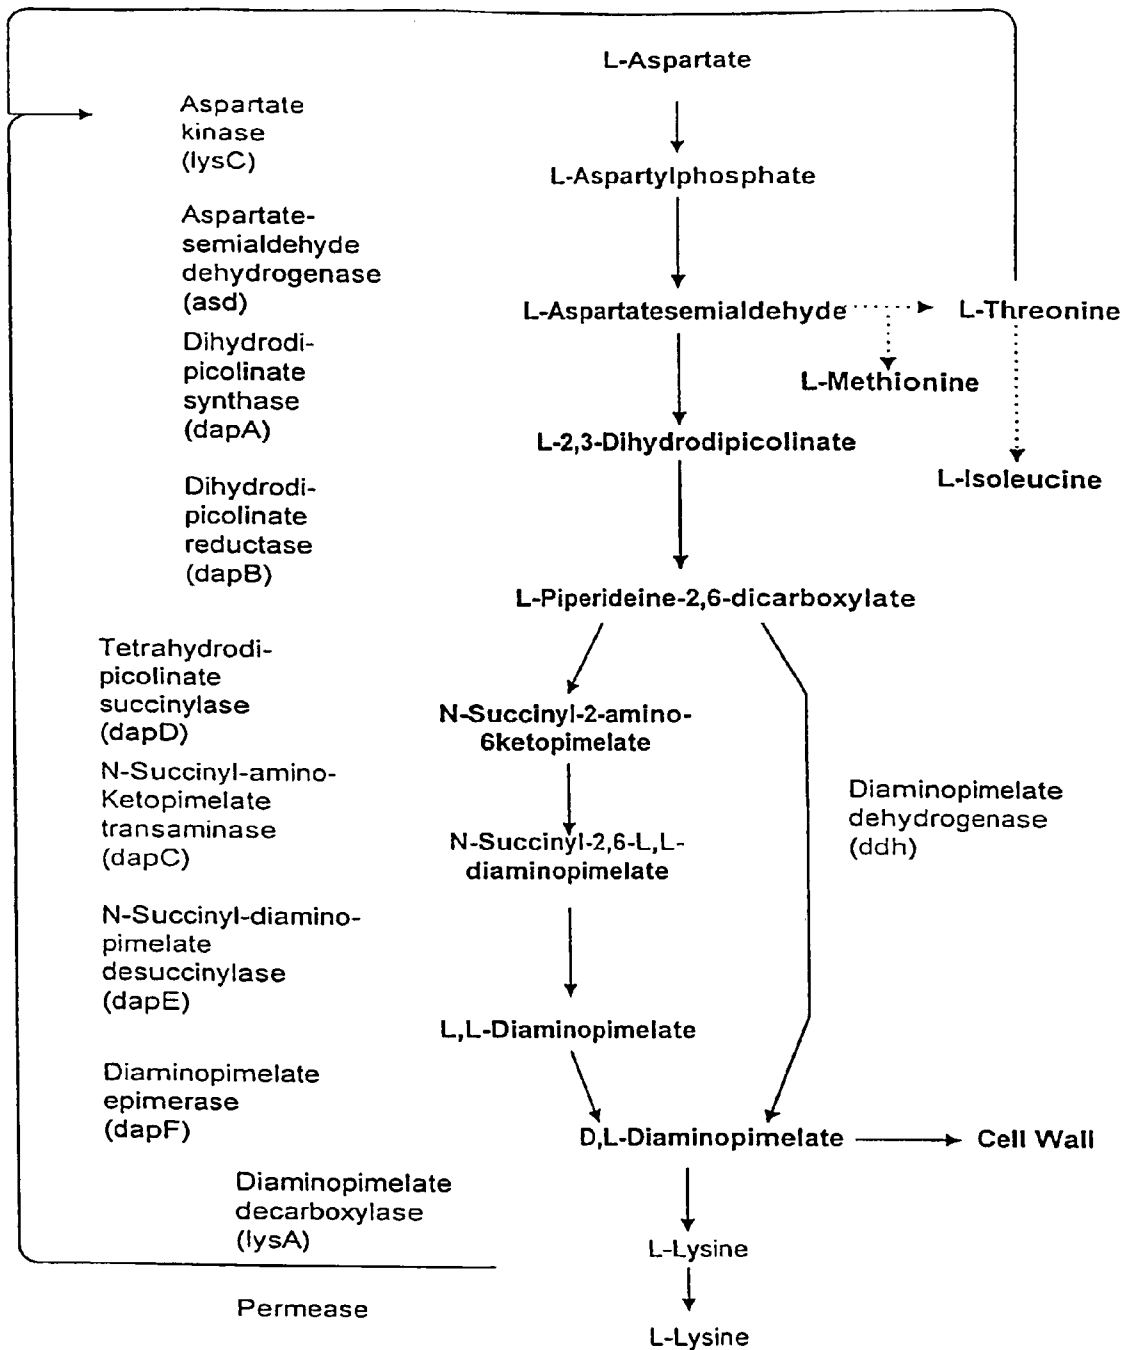 L-Aspartate
Aspartate
kinase
(lysC)
L-Aspartylphosphate
Aspartate-
semialdehyde
dehydrogenase
(asd)
L-Aspartatesemialdehyde
L-Threonine
L-Methionine
L-Isoleucine
Dihydrodi-
picolinate
synthase
(dapA)
L-2,3-Dihydrodipicolinate
Dihydrodi-
picolinate
reductase
(dapB)
L-Piperideine-2,6-dicarboxylate
Tetrahydrodi-
picolinate
succinylase
(dapD)
N-Succinyl-2-amino-
6ketopimelate
N-Succinyl-amino-
Ketopimelate
transaminase
(dapC)
N-Succinyl-2,6-L,L-
diaminopimelate
Diaminopimelate
dehydrogenase
(ddh)
N-Succinyl-diamino-
pimelate
desuccinylase
(dapE)
L,L-Diaminopimelate
Diaminopimelate
epimerase
(dapF)
D,L-Diaminopimelate
Cell Wall
Diaminopimelate
decarboxylase
(lysA)
L-Lysine
Permease
L-Lysine